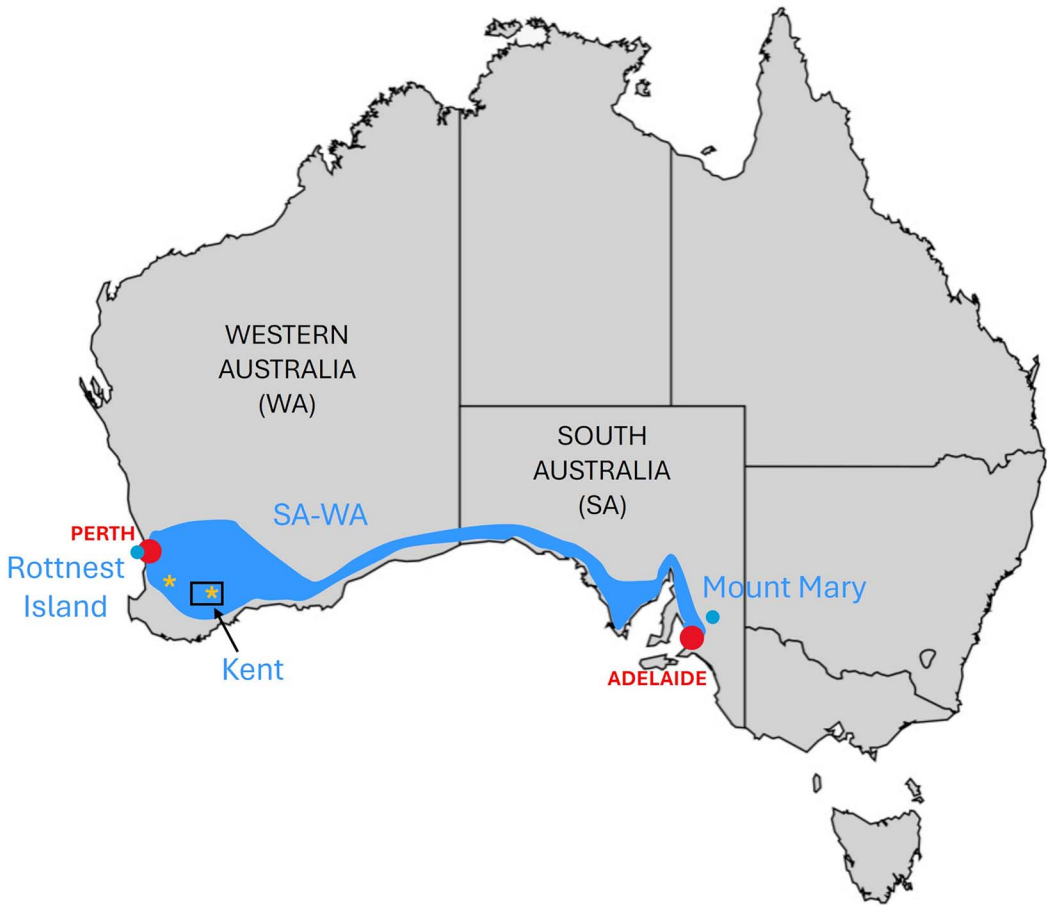 WESTERN
AUSTRALIA
(WA)
SOUTH
AUSTRALIA
(SA)
SA-WA
PERTH
Rottnest
Island
*
*
Kent
Mount Mary
ADELAIDE